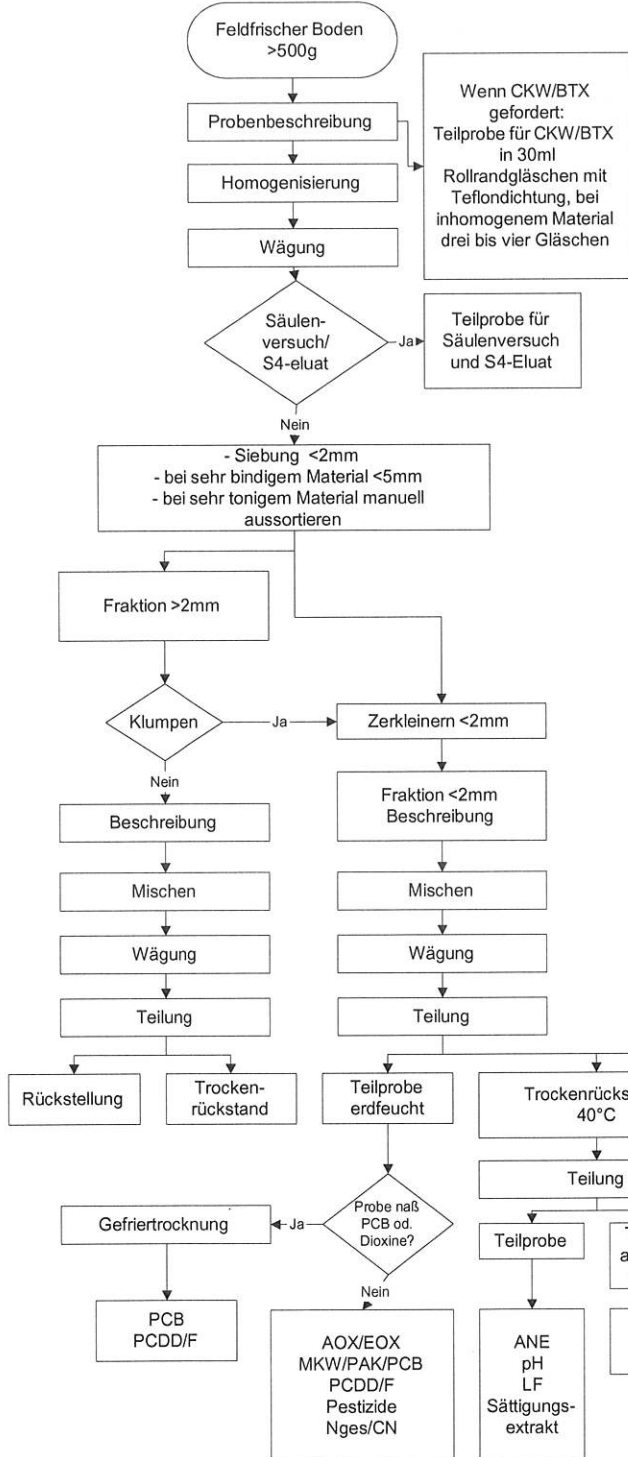 Feldfrischer Boden
>500g
Probenbeschreibung
Wenn CKW/BTX
gefordert:
Teilprobe für CKW/BTX
in 30ml
Rollrandgläschen mit
Teflondichtung, bei
inhomogenem Material
drei bis vier Gläschen
Homogenisierung
Wägung
Säulen-
versuch/
S4-eluat
Ja
Teilprobe für
Säulenversuch
und S4-Eluat
Nein
- Siebung <2mm
- bei sehr bindigem Material <5mm
- bei sehr tonigem Material manuell
aussortieren
Fraktion >2mm
Klumpen
Ja
Zerkleinern <2mm
Nein
Beschreibung
Fraktion <2mm
Beschreibung
Mischen
Mischen
Wägung
Wägung
Teilung
Teilung
Rückstellung
Trocken-
rückstand
Teilprobe
erdfeucht
Trockenrücks
40°C
Teilung
Gefriertrocknung
Ja
Probe naß
PCB od.
Dioxine?
Teilprobe
a
Nein
PCB
PCDD/F
AOX/EOX
MKW/PAK/PCB
PCDD/F
Pestizide
Nges/CN
ANE
pH
LF
Sättigungs-
extrakt